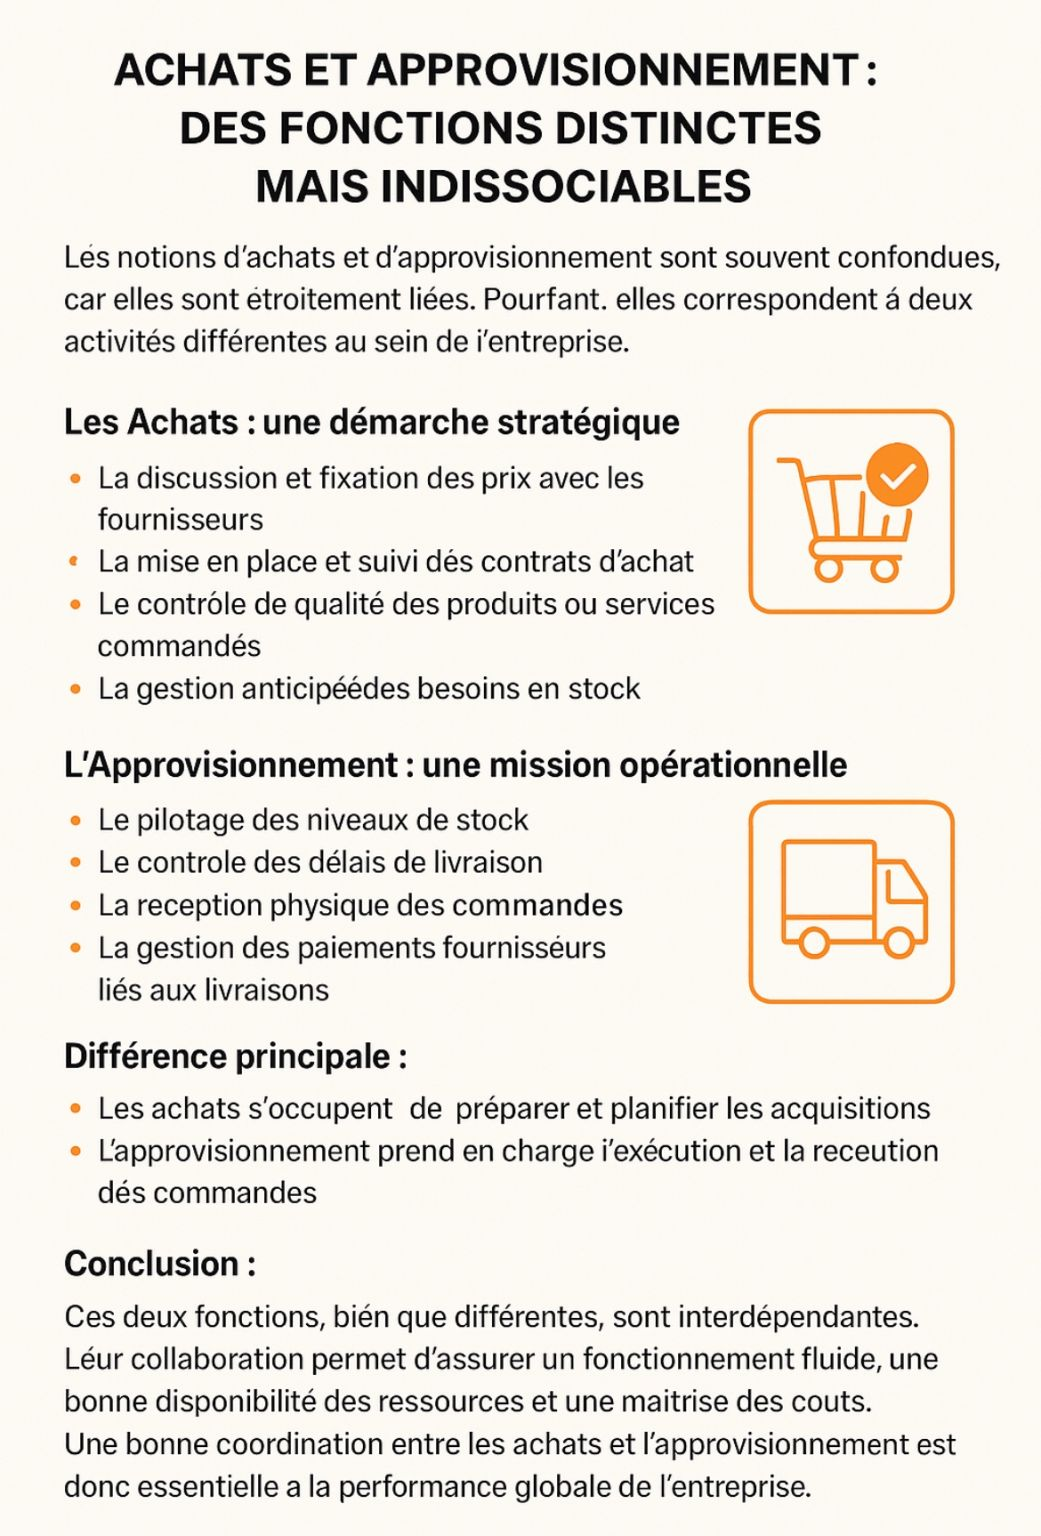 ACHATS ET APPROVISIONNEMENT :
DES FONCTIONS DISTINCTES
MAIS INDISSOCIABLES
Lés notions d’achats et d’approvisionnement sont souvent confondues,
car elles sont étroitement liées. Pourfant. elles correspondent á deux
activités différentes au sein de i’entreprise.
Les Achats : une démarche stratégique
• La discussion et fixation des prix avec les
fournisseurs
• La mise en place et suivi dés contrats d’achat
• Le contróle de qualité des produits ou services
commandés
• La gestion anticipéédes besoins en stock
L’Approvisionnement : une mission opérationnelle
• Le pilotage des niveaux de stock
• Le controle des délais de livraison
• La reception physique des commandes
• La gestion des paiements fournisséurs
liés aux livraisons
Différence principale :
• Les achats s’occupent de préparer et planifier les acquisitions
• L’approvisionnement prend en charge i’exécution et la receution
dés commandes
Conclusion :
Ces deux fonctions, bién que différentes, sont interdépendantes.
Léur collaboration permet d’assurer un fonctionnement fluide, une
bonne disponibilité des ressources et une maitrise des couts.
Une bonne coordination entre les achats et l’approvisionnement est
donc essentielle a la performance globale de l’entreprise.